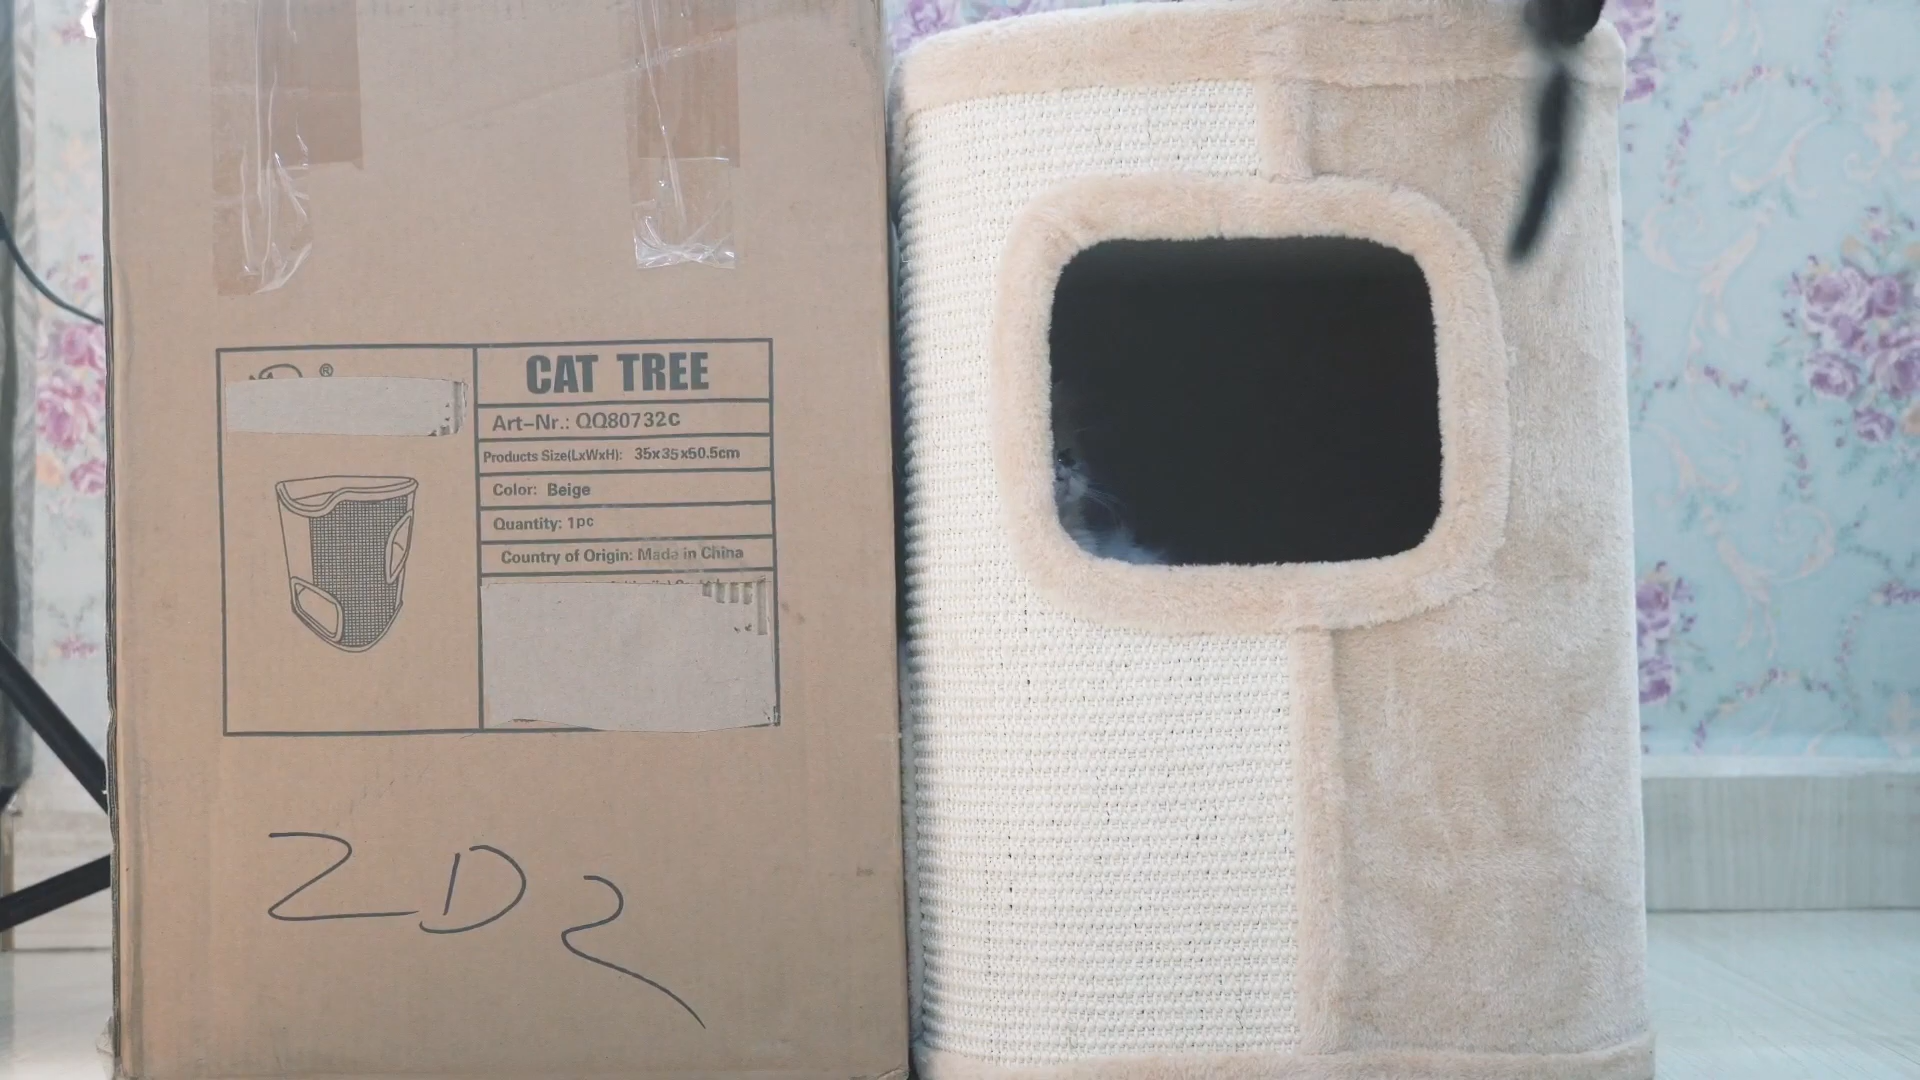 ®
CAT TREE
Art-Nr.: QQ80732C
Products Size(LxWxH): 35x35x50.5cm
Color: Beige
Quantity: 1pc
Country of Origin: Made in China
ZD2